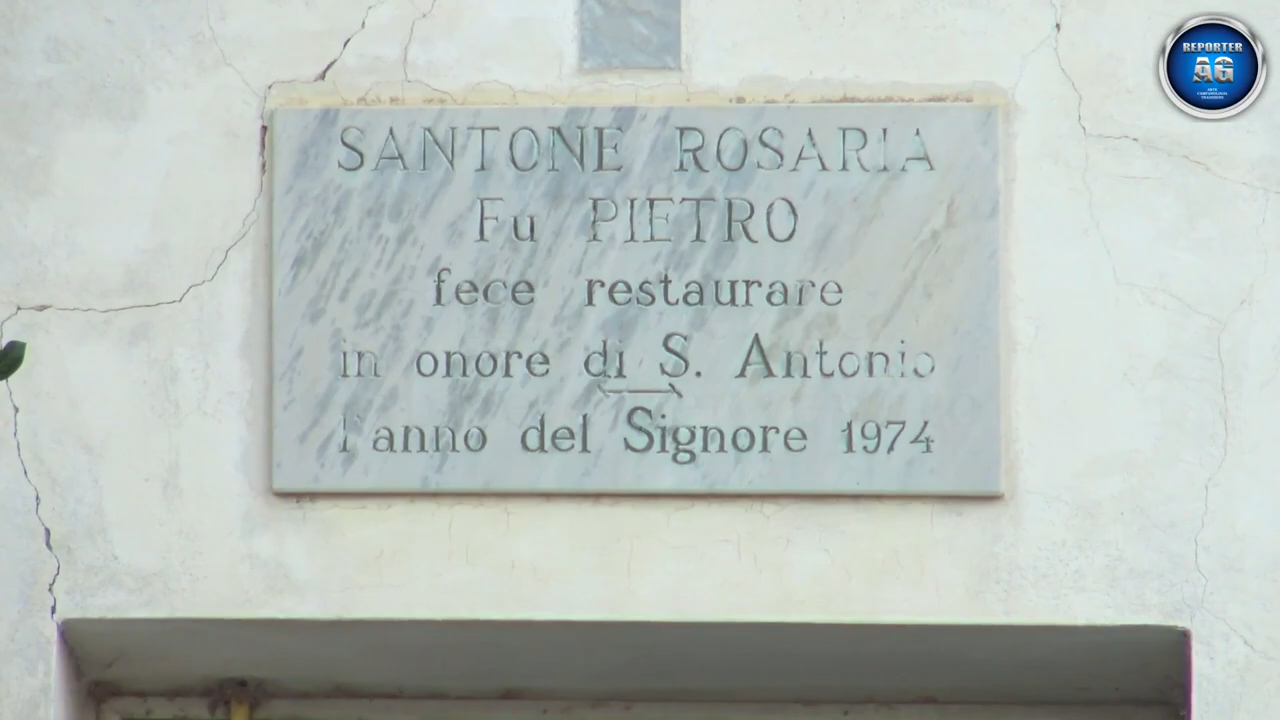 REPORTER
AG
SANTONE ROSARIA
Fu PIETRO
fece restaurare
in onore di S. Antonio
l'anno del Signore 1974